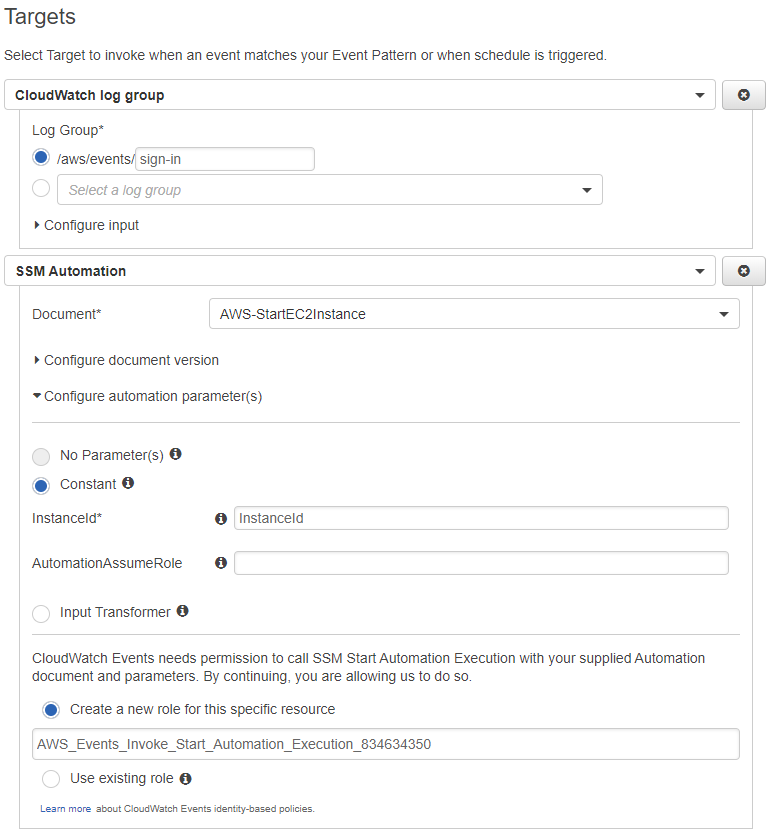 Targets
Select Target to invoke when an event matches your Event Pattern or when schedule is triggered.
CloudWatch log group
Log Group*
/aws/events/ sign-in
Select a log group
Configure input
SSM Automation
Document* AWS-StartEC2Instance
Configure document version
Configure automation parameter(s)
No Parameter(s)
Constant
InstanceId* InstanceId
AutomationAssumeRole
Input Transformer
CloudWatch Events needs permission to call SSM Start Automation Execution with your supplied Automation
document and parameters. By continuing, you are allowing us to do so.
Create a new role for this specific resource
AWS_Events_Invoke_Start_Automation_Execution_834634350
Use existing role
Learn more about CloudWatch Events identity-based policies.